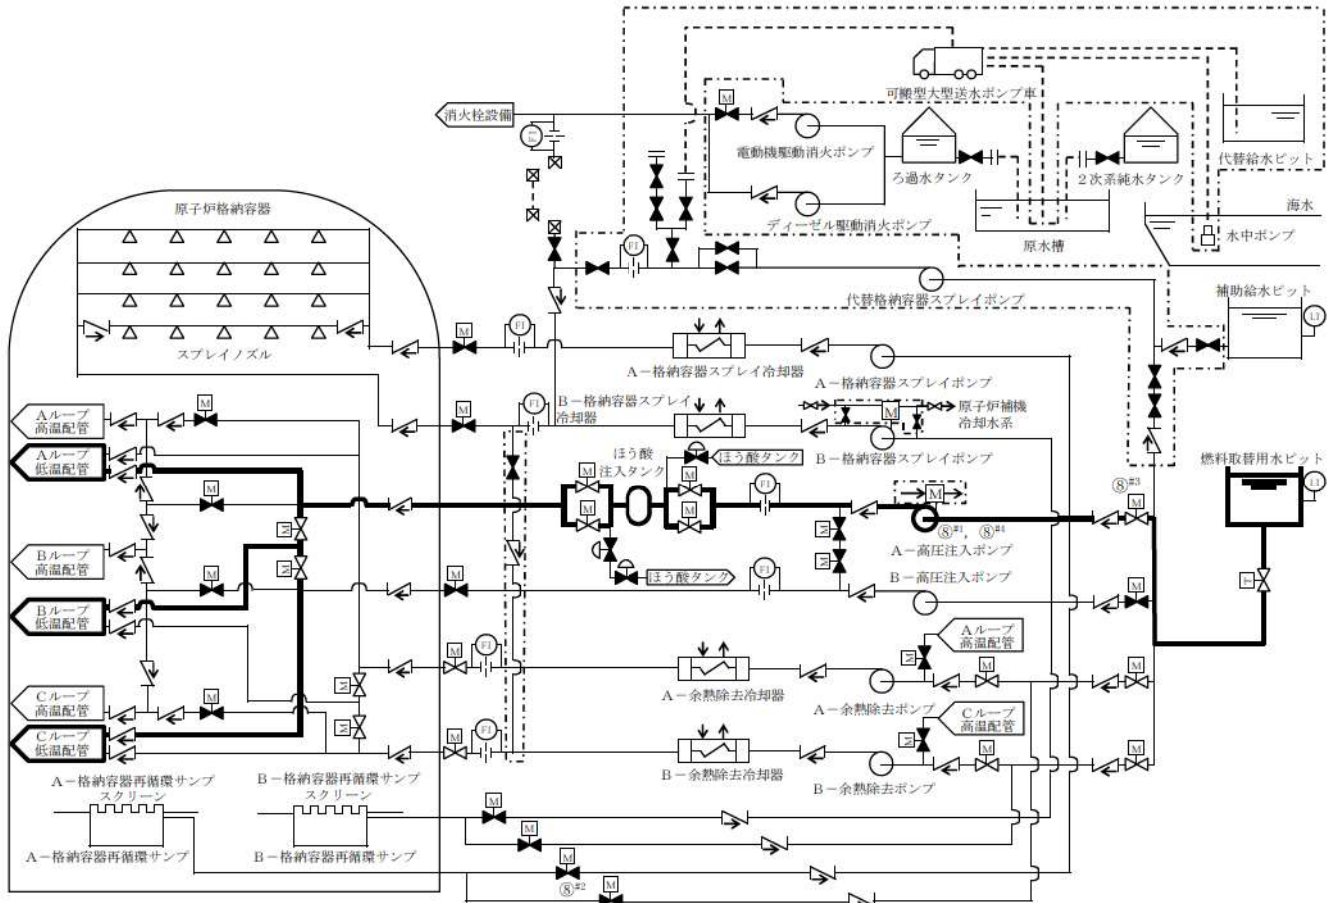 可搬型大型送水ポンプ車
消火栓設備
M
電動機駆動消火ポンプ
ろ過水タンク
2次系純水タンク
代替給水ピット
ディーゼル駆動消火ポンプ
原水槽
海水
水中ポンプ
原子炉格納容器
FI
代替格納容器スプレイポンプ
補助給水ピット
LI
スプレイノズル
M
FI
A-格納容器スプレイ冷却器
A-格納容器スプレイポンプ
Aループ
高温配管
M
M
FI
B-格納容器スプレイ
冷却器
M
原子炉補機
冷却水系
B-格納容器スプレイポンプ
Aループ
低温配管
ほう酸
注入タンク
ほう酸タンク
燃料取替用水ピット
LI
M
M
M
M
M
M
FI
M
⑧#1, ⑧#4
A-高圧注入ポンプ
⑧#3
M
M
M
Bループ
高温配管
M
M
M
ほう酸タンク
FI
M
M
B-高圧注入ポンプ
M
T
Bループ
低温配管
M
FI
A-余熱除去冷却器
A-余熱除去ポンプ
Aループ
高温配管
M
M
M
Cループ
高温配管
M
M
M
Cループ
低温配管
M
FI
B-余熱除去冷却器
B-余熱除去ポンプ
Cループ
高温配管
M
M
M
A-格納容器再循環サンプ
スクリーン
B-格納容器再循環サンプ
スクリーン
A-格納容器再循環サンプ
B-格納容器再循環サンプ
M
M
M
⑧#2
M